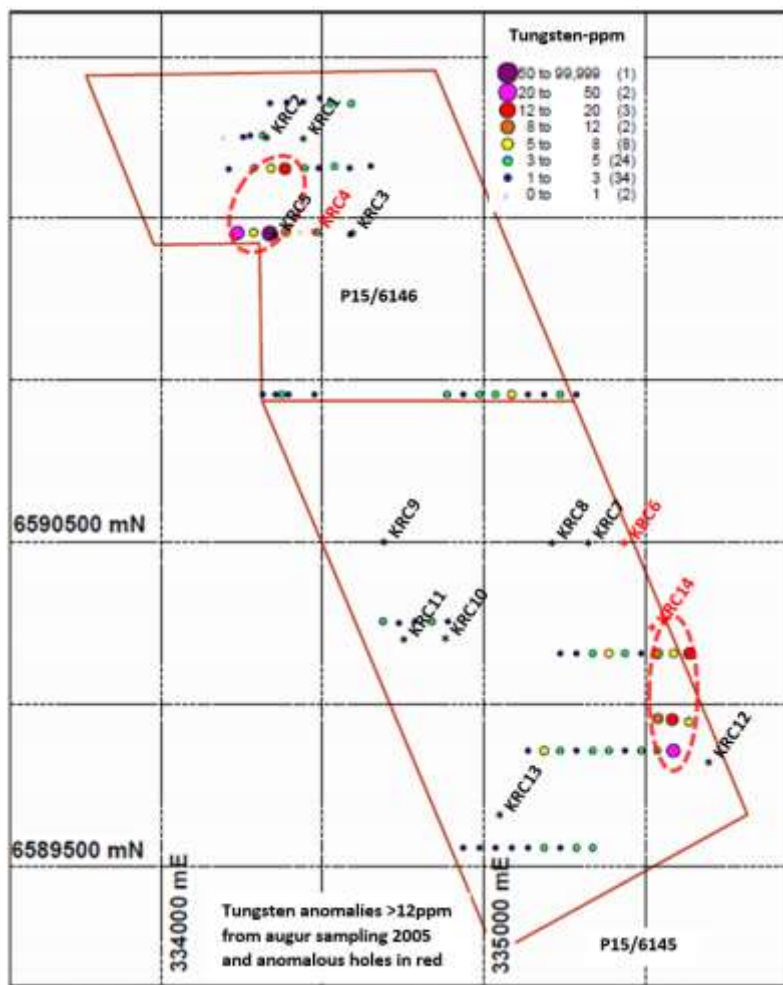 Tungsten-ppm
50 to 99,999 (1)
20 to 50 (2)
12 to 20 (3)
8 to 12 (2)
5 to 8 (8)
3 to 5 (24)
1 to 3 (34)
0 to 1 (2)
KRC2
KRC1
KRC5
KRC4
KRC3
P15/6146
6590500 mN
KRC9
KRC8
KRC7
KRC6
KRC11
KRC10
KRC14
KRC12
KRC13
6589500 mN
334000 mE
335000 mE
Tungsten anomalies >12ppm
from augur sampling 2005
and anomalous holes in red
P15/6145